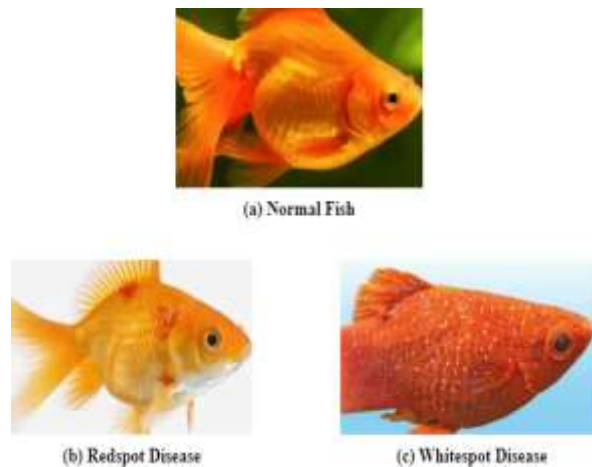 (a) Normal Fish
(b) Redspot Disease
(c) Whitespot Disease